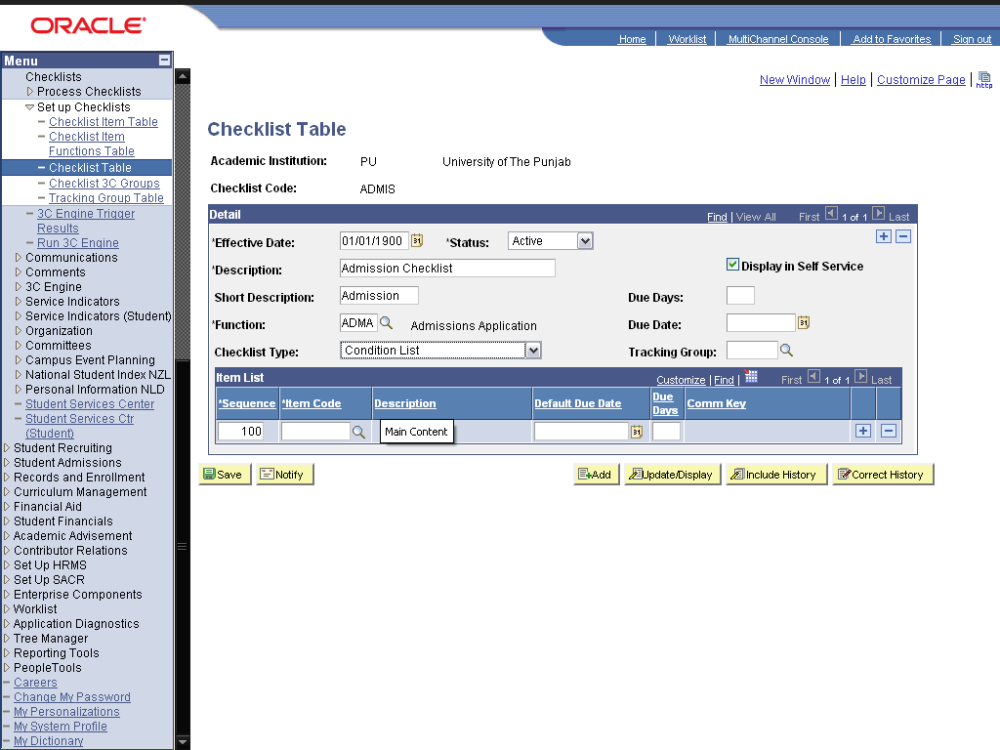 ORACLE®
Home Worklist MultiChannel Console Add to Favorites Sign out
New Window Help Customize Page http
Menu
Checklists
Process Checklists
Set up Checklists
Checklist Item Table
Checklist Item
Functions Table
Checklist Table
Checklist 3C Groups
Tracking Group Table
3C Engine Trigger
Results
Run 3C Engine
Communications
Comments
3C Engine
Service Indicators
Service Indicators (Student)
Organization
Committees
Campus Event Planning
National Student Index NZL
Personal Information NLD
Student Services Center
Student Services Ctr
(Student)
Student Recruiting
Student Admissions
Records and Enrollment
Curriculum Management
Financial Aid
Student Financials
Academic Advisement
Contributor Relations
Set Up HRMS
Set Up SACR
Enterprise Components
Worklist
Application Diagnostics
Tree Manager
Reporting Tools
PeopleTools
Careers
Change My Password
My Personalizations
My System Profile
My Dictionary
Checklist Table
Academic Institution: PU University of The Punjab
Checklist Code: ADMIS
Detail Find | View All First 1 of 1 Last
*Effective Date: 01/01/1900 31 *Status: Active
*Description: Admission Checklist Display in Self Service
Short Description: Admission Due Days:
*Function: ADMA Admissions Application Due Date: 31
Checklist Type: Condition List Tracking Group:
Item List Customize | Find | First 1 of 1 Last
*Sequence *Item Code Description Default Due Date Due Days Comm Key
100 Main Content 31
Save Notify Add Update/Display Include History Correct History